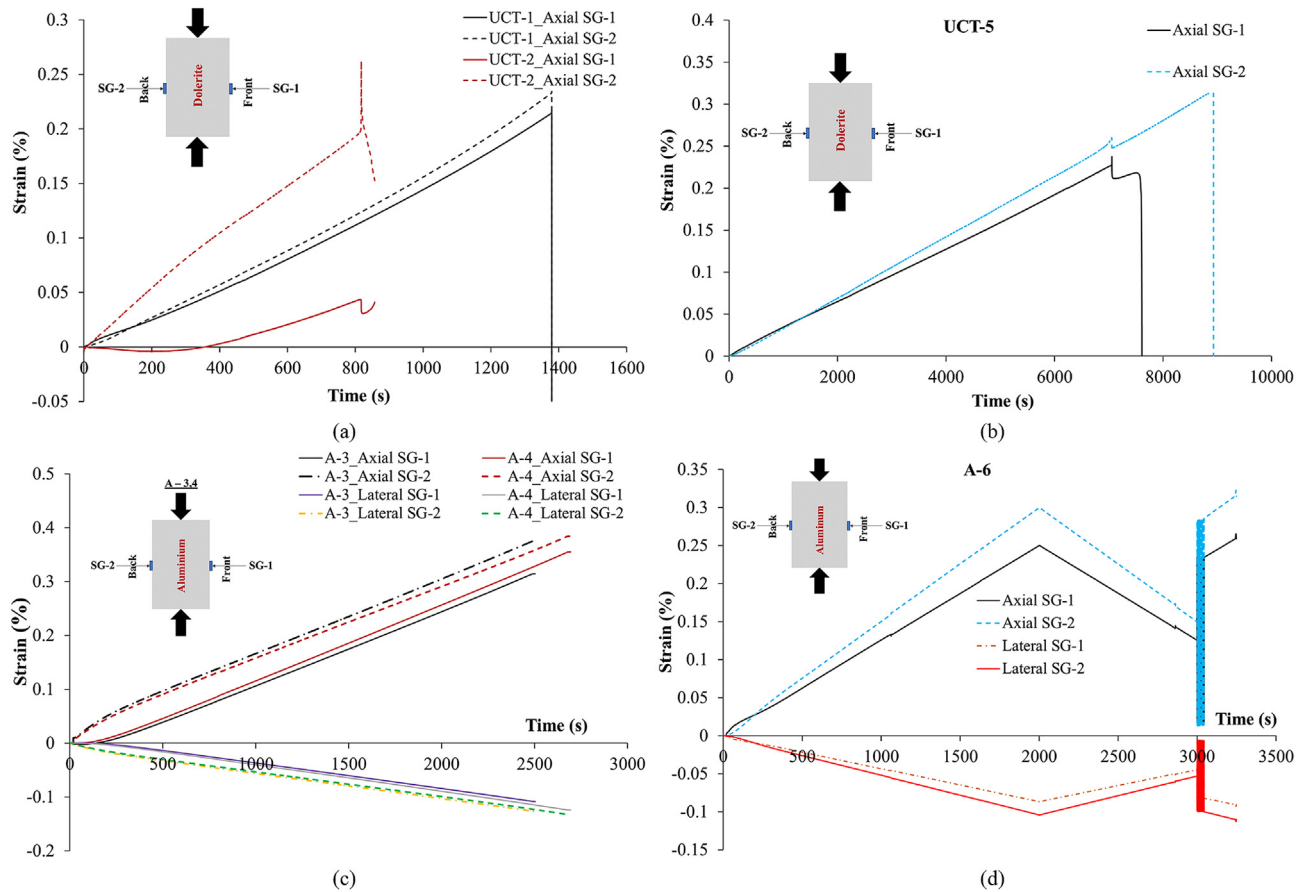 0.3
0.25
0.2
0.15
0.1
0.05
0
-0.05
Strain (%)
0 200 400 600 800 1000 1200 1400 1600
Time (s)
UCT-1_Axial SG-1
UCT-1_Axial SG-2
UCT-2_Axial SG-1
UCT-2_Axial SG-2
SG-2
Back
Dolerite
Front
SG-1
(a)
UCT-5
0.4
0.35
0.3
0.25
0.2
0.15
0.1
0.05
0
Strain (%)
0 2000 4000 6000 8000 10000
Time (s)
Axial SG-1
Axial SG-2
SG-2
Back
Dolerite
Front
SG-1
(b)
0.5
0.4
0.3
0.2
0.1
0
-0.1
-0.2
Strain (%)
A-3_Axial SG-1
A-3_Axial SG-2
A-3_Lateral SG-1
A-3_Lateral SG-2
A-4_Axial SG-1
A-4_Axial SG-2
A-4_Lateral SG-1
A-4_Lateral SG-2
A – 3,4
SG-2
Back
Aluminium
Front
SG-1
Time (s)
0 500 1000 1500 2000 2500 3000
(c)
A-6
0.35
0.3
0.25
0.2
0.15
0.1
0.05
0
-0.05
-0.1
-0.15
Strain (%)
SG-2
Back
Aluminum
Front
SG-1
Axial SG-1
Axial SG-2
Lateral SG-1
Lateral SG-2
Time (s)
0 500 1000 1500 2000 2500 3000 3500
(d)